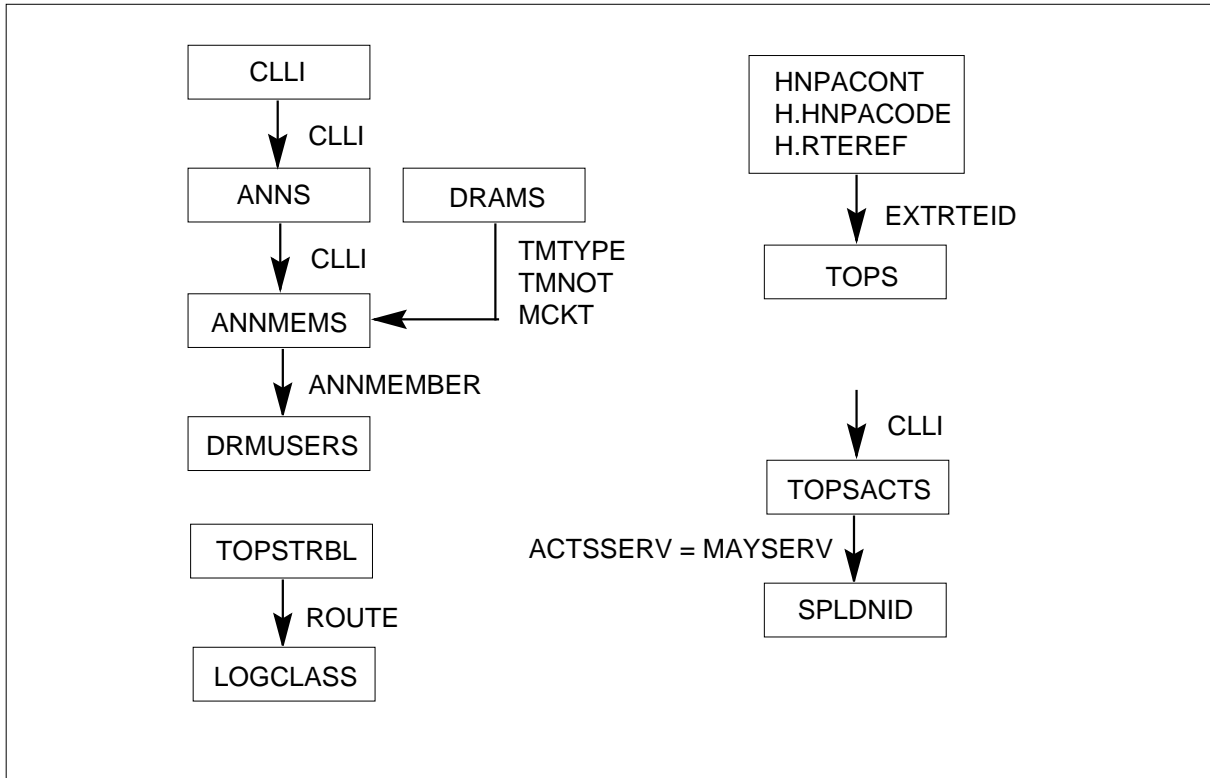 CLLI
CLLI
ANNS
CLLI
DRAMS
TMTYPE
TMNOT
MCKT
ANNMEMS
ANNMEMBER
DRMUSERS
TOPSTRBL
ROUTE
LOGCLASS
HNPACONT
H.HNPACODE
H.RTEREF
EXTRTEID
TOPS
CLLI
TOPSACTS
ACTSSERV = MAYSERV
SPLDNID